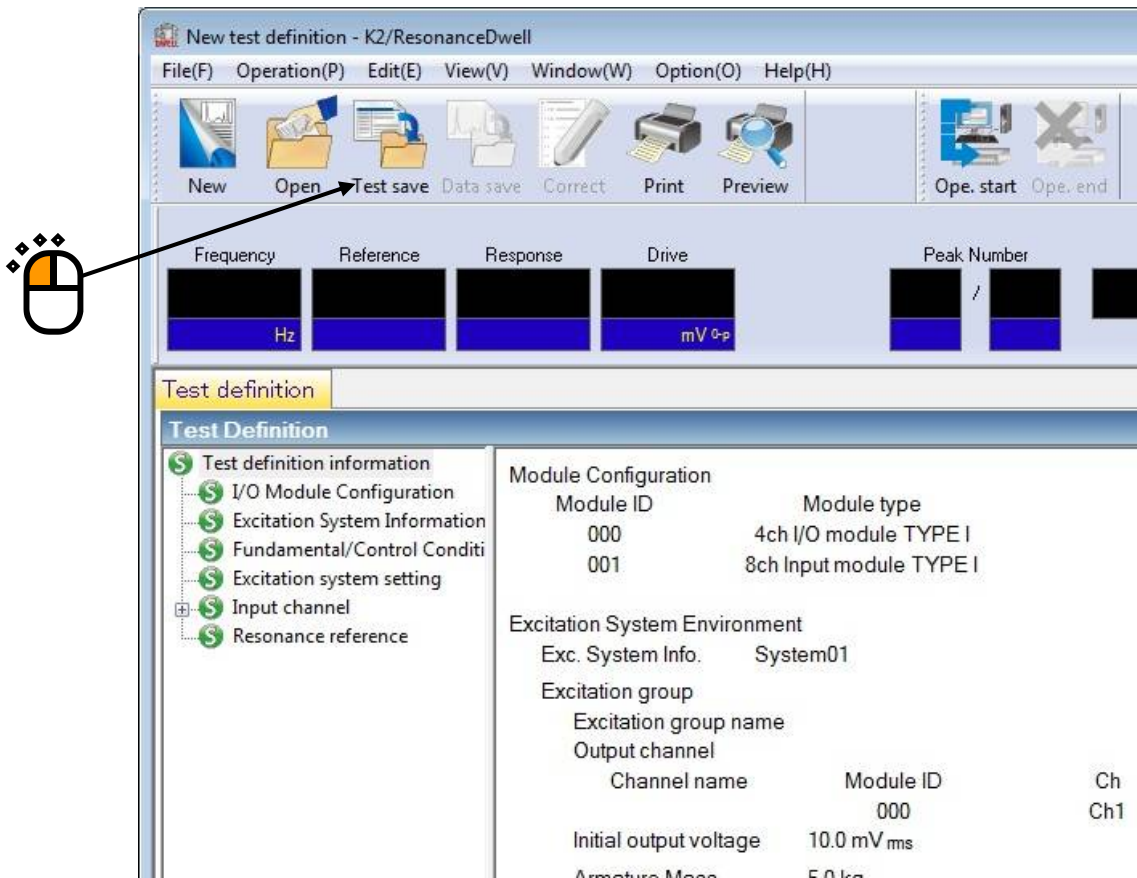 New test definition - K2/ResonanceDwell
File(F) Operation(P) Edit(E) View(V) Window(W) Option(O) Help(H)
New Open Test save Data save Correct Print Preview Ope. start Ope. end
Frequency Reference Response Drive Peak Number
/
Hz mV 0-p
Test definition
Test Definition
Test definition information
I/O Module Configuration
Excitation System Information
Fundamental/Control Conditi
Excitation system setting
Input channel
Resonance reference
Module Configuration
Module ID Module type
000 4ch I/O module TYPE I
001 8ch Input module TYPE I
Excitation System Environment
Exc. System Info. System01
Excitation group
Excitation group name
Output channel
Channel name Module ID Ch
000 Ch1
Initial output voltage 10.0 mV rms
Armature Mass 5.0 kg